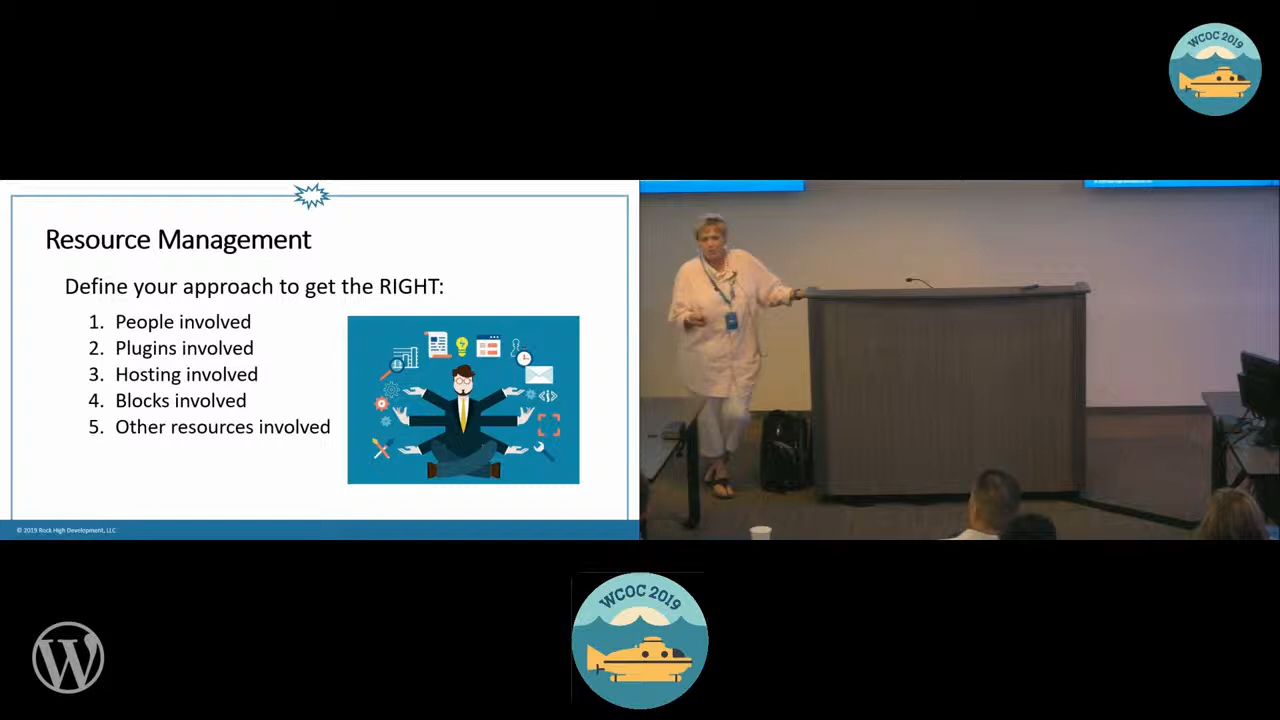 WCOC 2019
Resource Management
Define your approach to get the RIGHT:
1. People involved
2. Plugins involved
3. Hosting involved
4. Blocks involved
5. Other resources involved
© 2019 Rock High Development, LLC
WCOC 2019